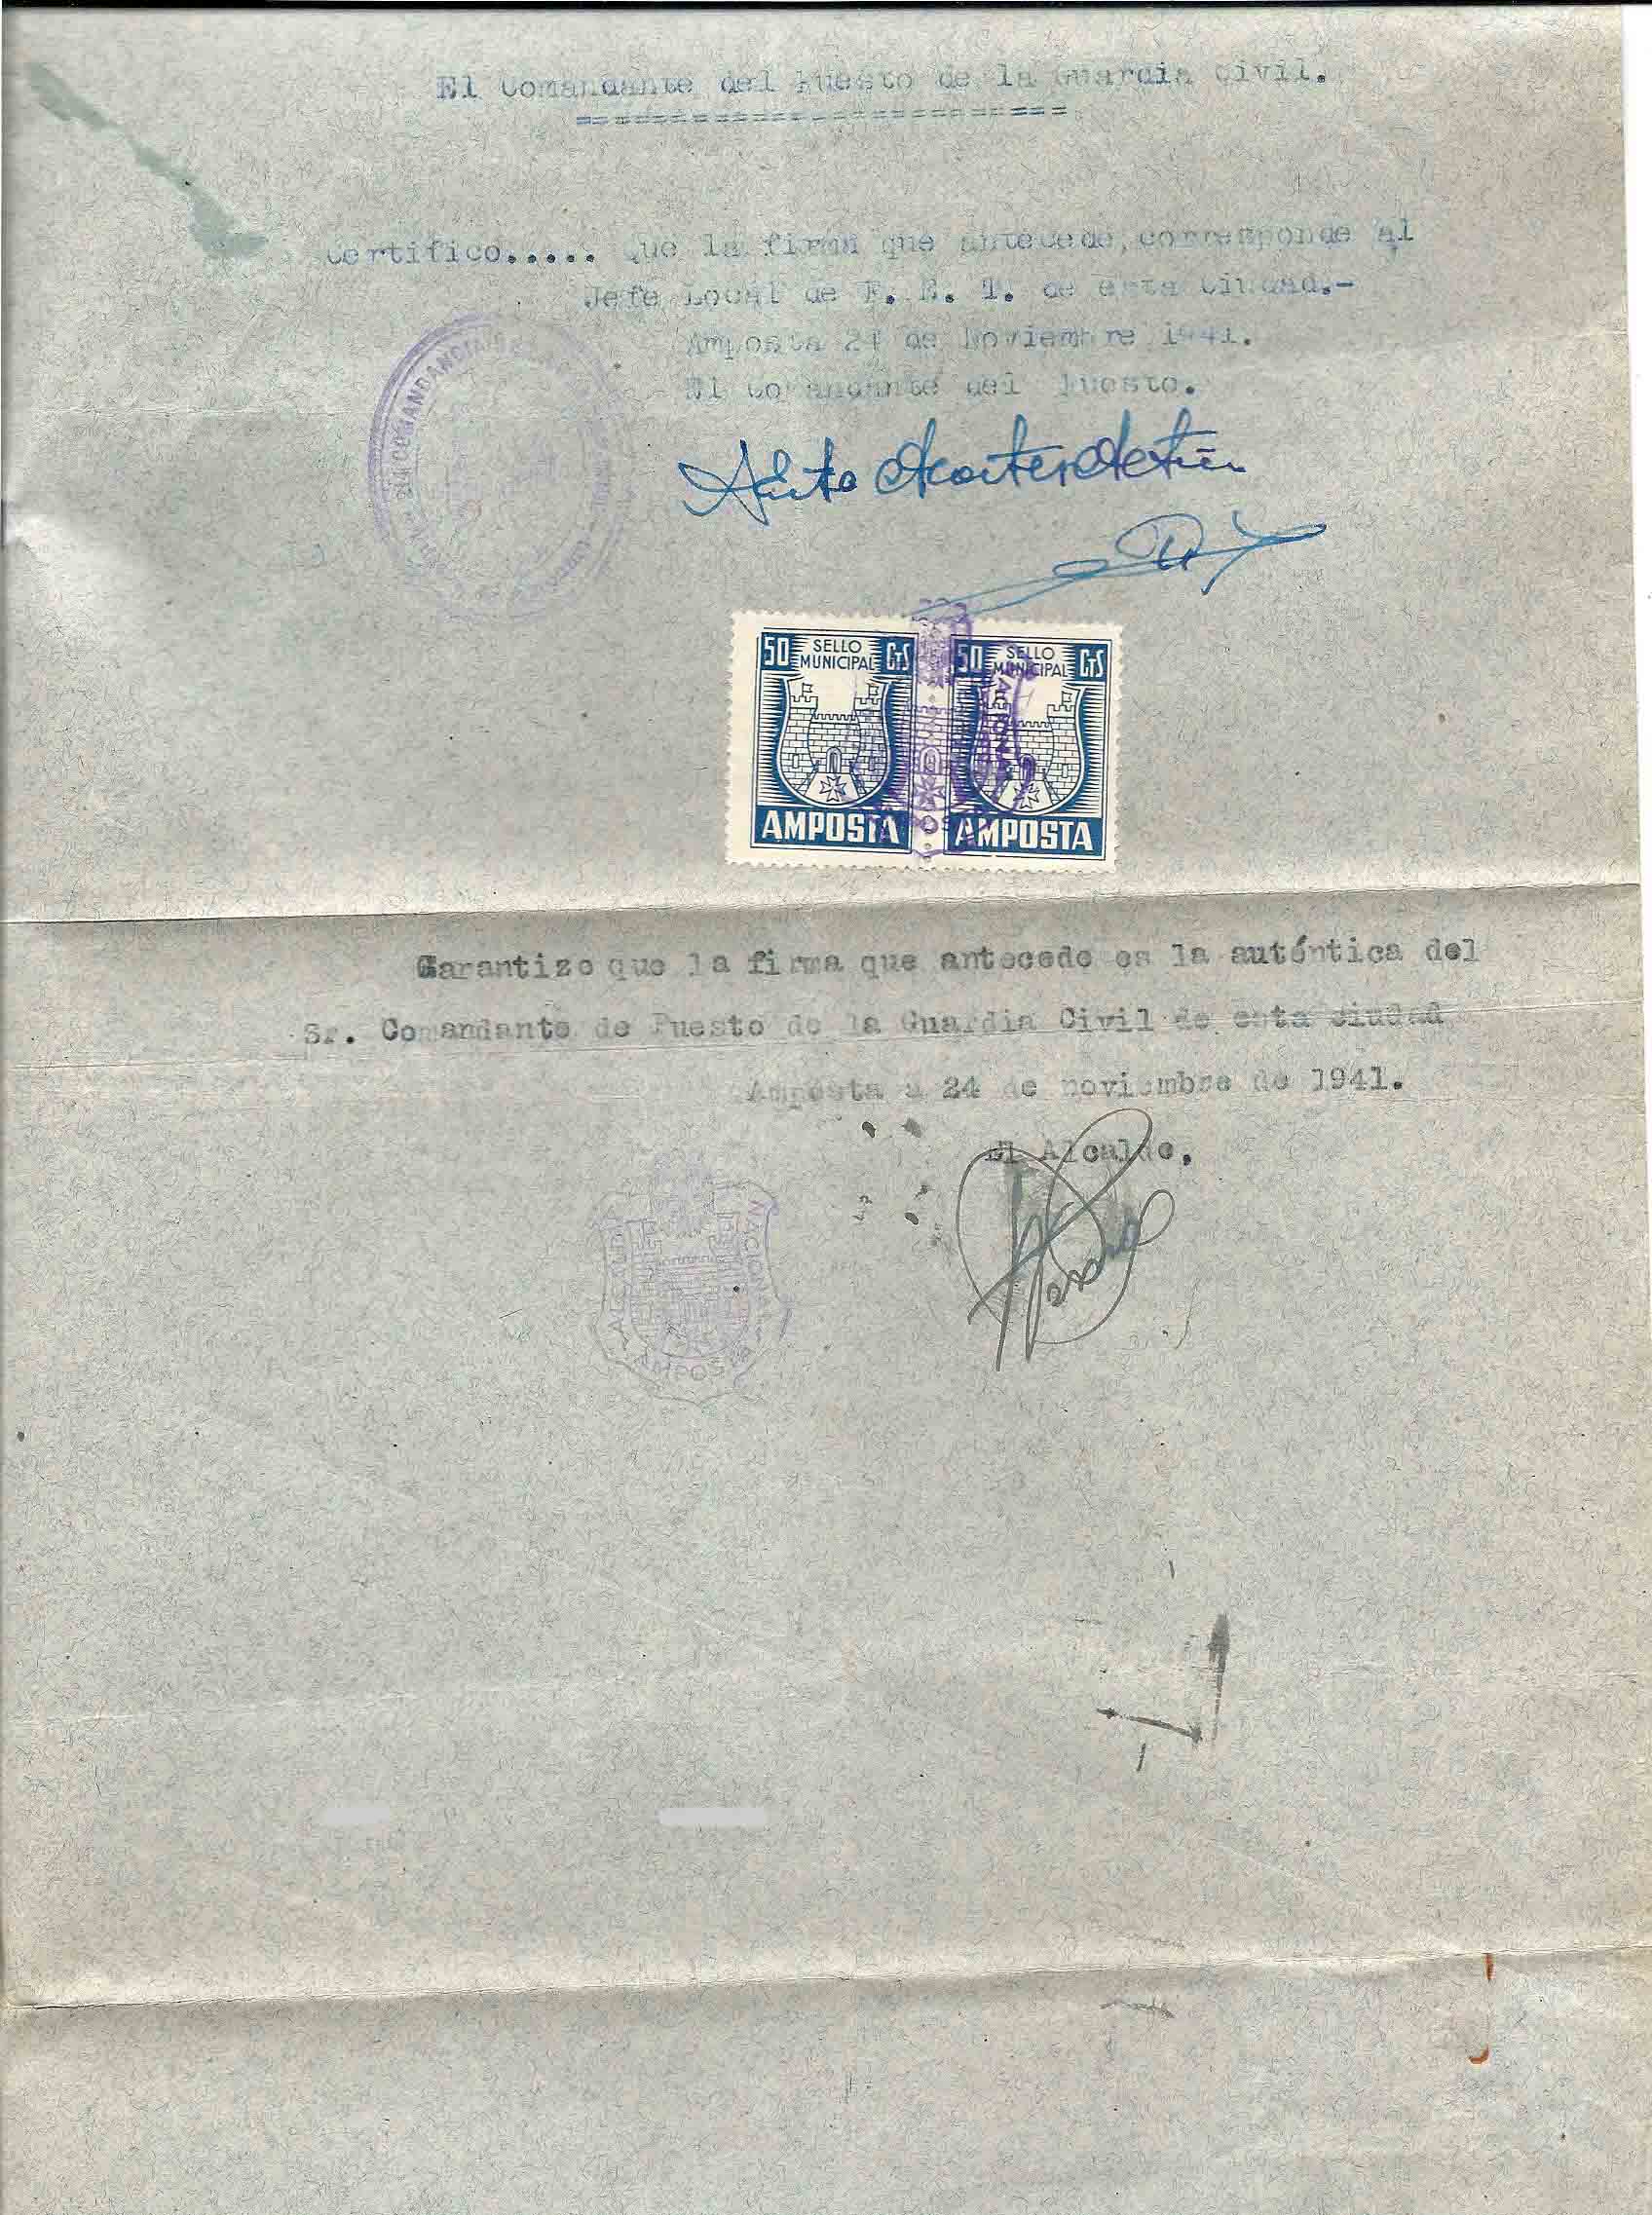 El Comandante del Puesto de la Guardia Civil.
=========================
Certifico..... Que la firma que antecede, corresponde al
Jefe Local de F. E. T. de esta Ciudad.-
Amposta 24 de Noviembre 1941.
El Comandante del Puesto.
COMANDANCIA
50 SELLO MUNICIPAL CTS
AMPOSTA
50 SELLO MUNICIPAL CTS
AMPOSTA
Garantizo que la firma que antecede es la auténtica del
Sr. Comandante de Puesto de la Guardia Civil de esta ciudad
Amposta a 24 de noviembre de 1941.
El Alcalde.
ALCALDIA NACIONAL
AMPOSTA